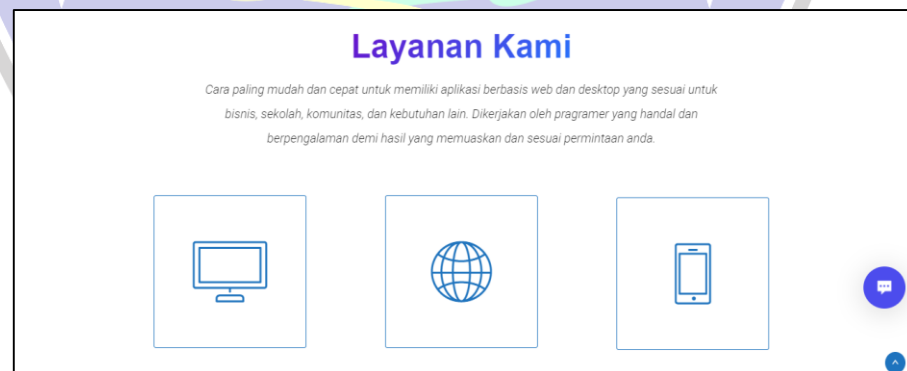 Layanan Kami
Cara paling mudah dan cepat untuk memiliki aplikasi berbasis web dan desktop yang sesuai untuk
bisnis, sekolah, komunitas, dan kebutuhan lain. Dikerjakan oleh pragramer yang handal dan
berpengalaman demi hasil yang memuaskan dan sesuai permintaan anda.